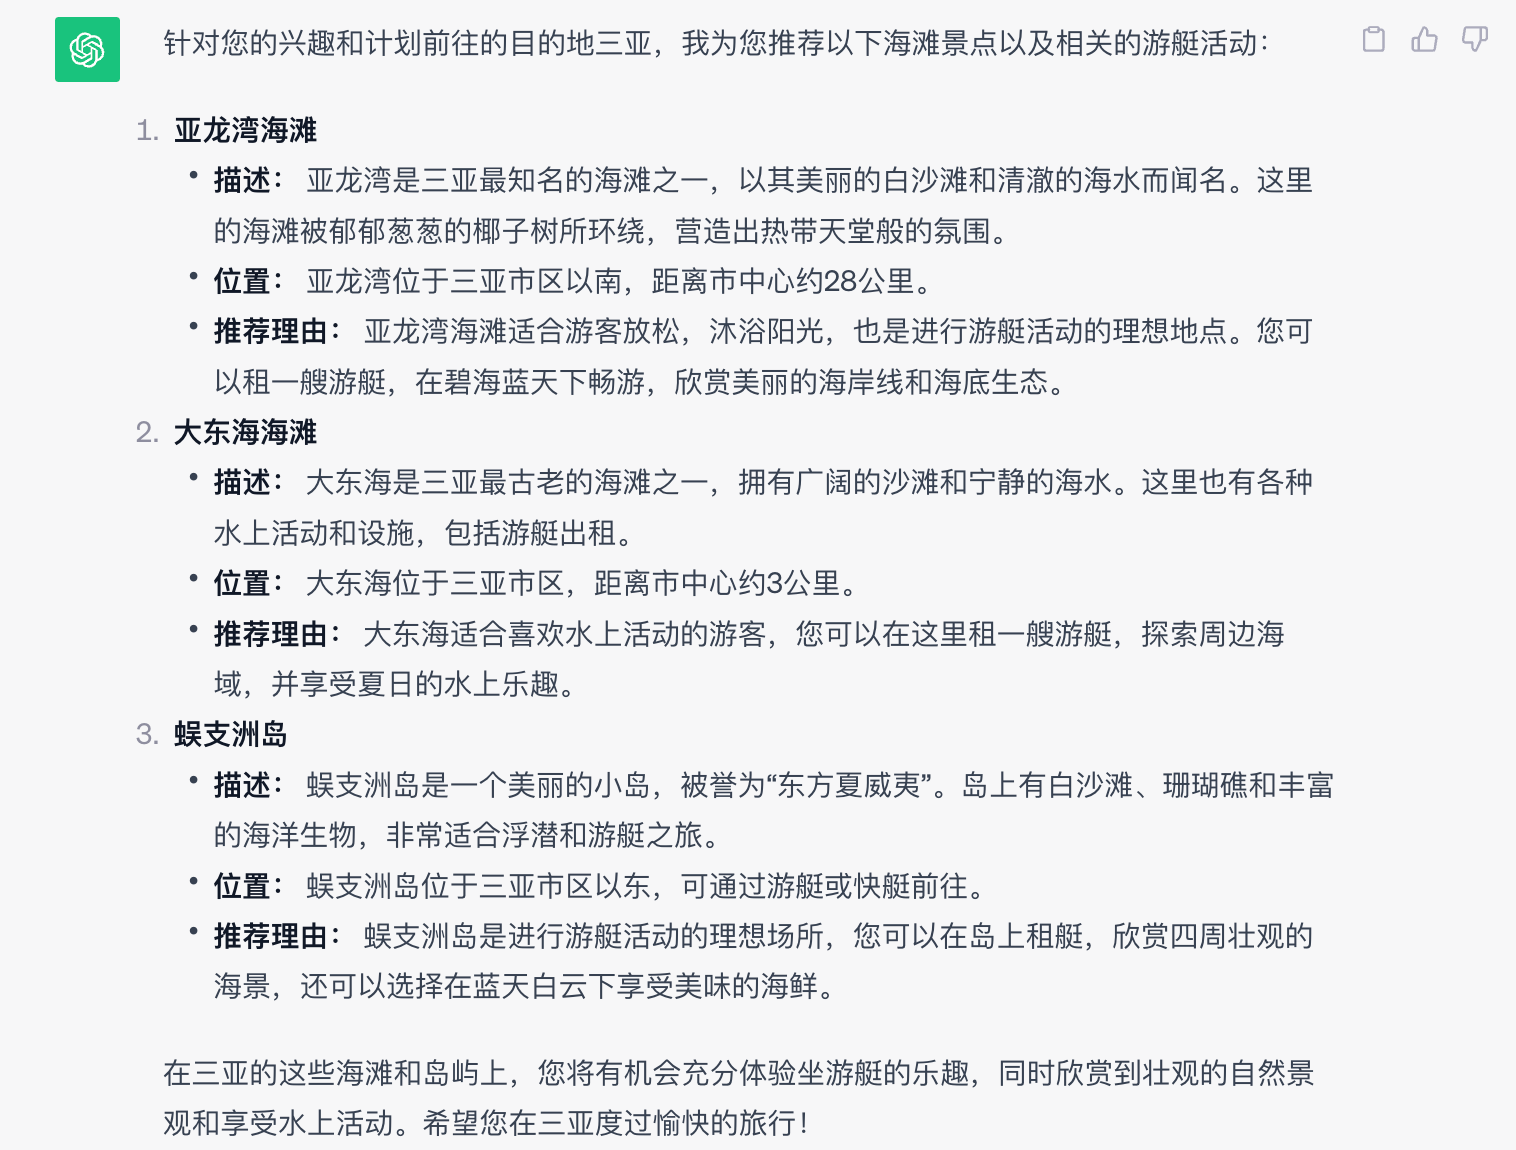 针对您的兴趣和计划前往的目的地三亚，我为您推荐以下海滩景点以及相关的游艇活动：
1. 亚龙湾海滩
• 描述： 亚龙湾是三亚最知名的海滩之一，以其美丽的白沙滩和清澈的海水而闻名。这里
的海滩被郁郁葱葱的椰子树所环绕，营造出热带天堂般的氛围。
• 位置： 亚龙湾位于三亚市区以南，距离市中心约28公里。
• 推荐理由： 亚龙湾海滩适合游客放松，沐浴阳光，也是进行游艇活动的理想地点。您可
以租一艘游艇，在碧海蓝天下畅游，欣赏美丽的海岸线和海底生态。
2. 大东海海滩
• 描述： 大东海是三亚最古老的海滩之一，拥有广阔的沙滩和宁静的海水。这里也有各种
水上活动和设施，包括游艇出租。
• 位置： 大东海位于三亚市区，距离市中心约3公里。
• 推荐理由： 大东海适合喜欢水上活动的游客，您可以在这里租一艘游艇，探索周边海
域，并享受夏日的水上乐趣。
3. 蜈支洲岛
• 描述： 蜈支洲岛是一个美丽的小岛，被誉为“东方夏威夷”。岛上有白沙滩、珊瑚礁和丰富
的海洋生物，非常适合浮潜和游艇之旅。
• 位置： 蜈支洲岛位于三亚市区以东，可通过游艇或快艇前往。
• 推荐理由： 蜈支洲岛是进行游艇活动的理想场所，您可以在岛上租艇，欣赏四周壮观的
海景，还可以选择在蓝天白云下享受美味的海鲜。
在三亚的这些海滩和岛屿上，您将有机会充分体验坐游艇的乐趣，同时欣赏到壮观的自然景
观和享受水上活动。希望您在三亚度过愉快的旅行！